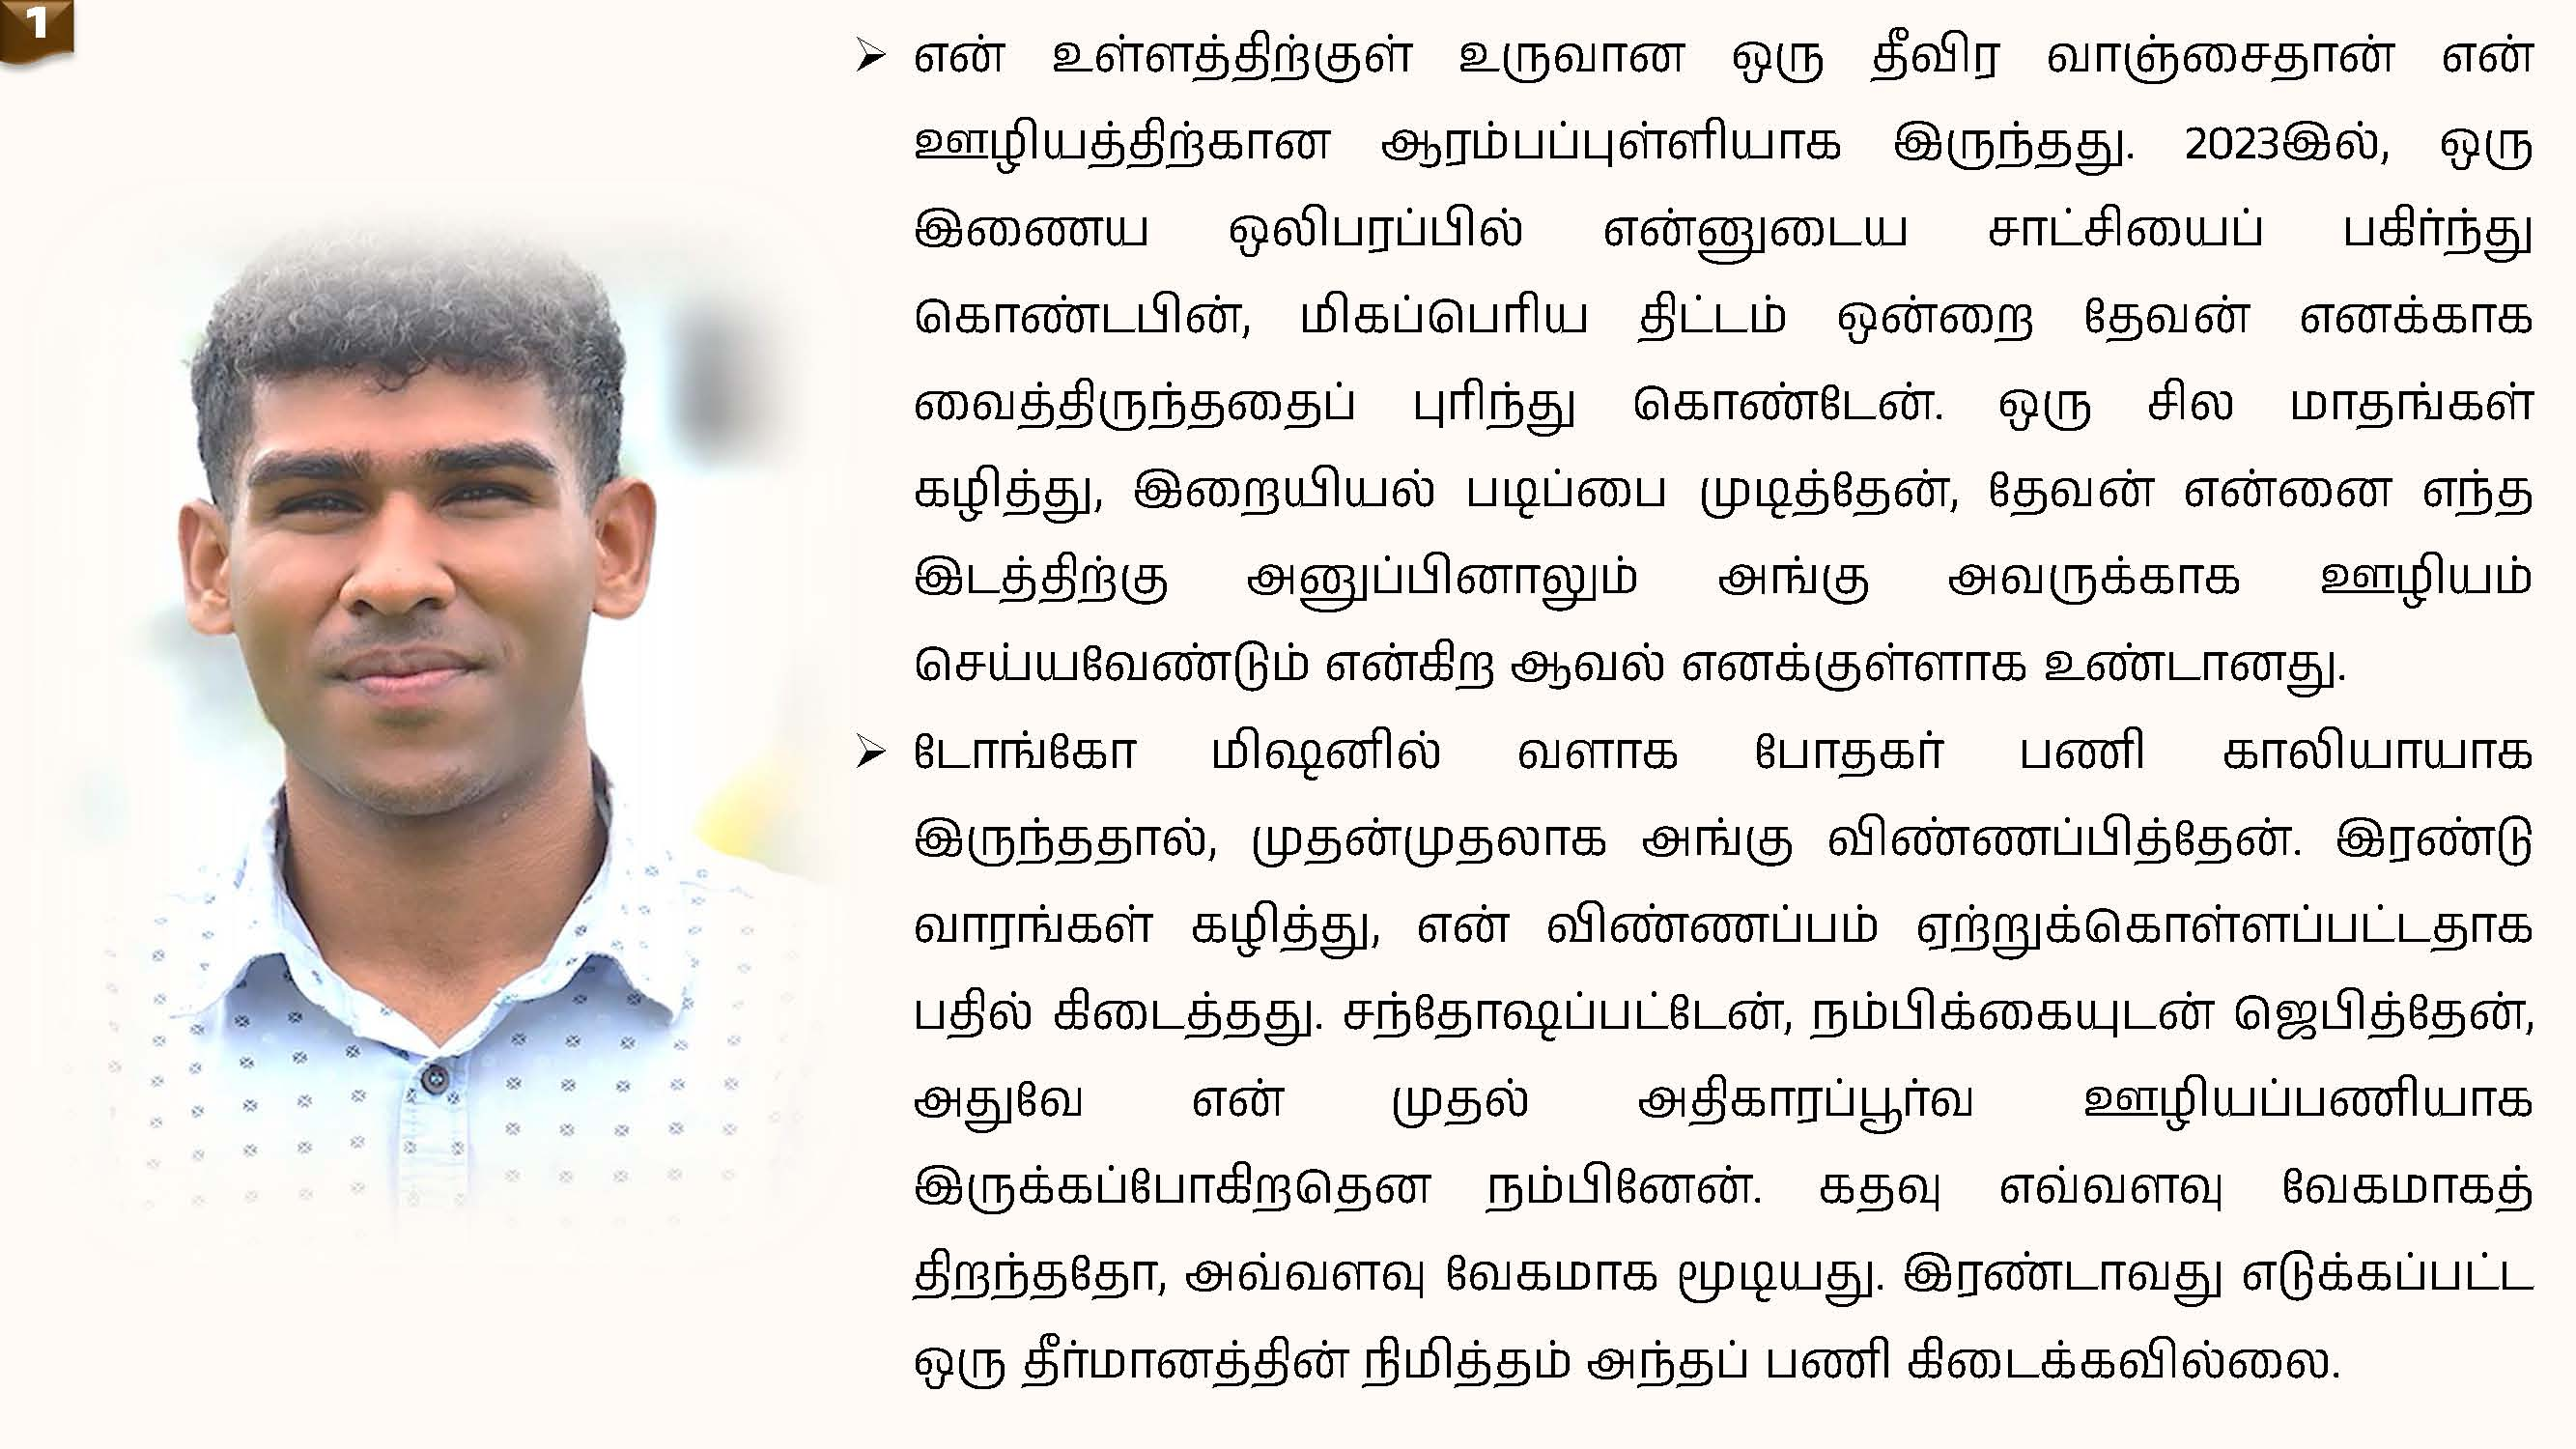 1
➢ என் உள்ளத்திற்குள் உருவான ஒரு தீவிர வாஞ்சைதான் என்
ஊழியத்திற்கான ஆரம்பப்புள்ளியாக இருந்தது. 2023இல், ஒரு
இணைய ஒலிபரப்பில் என்னுடைய சாட்சியைப் பகிர்ந்து
கொண்டபின், மிகப்பெரிய திட்டம் ஒன்றை தேவன் எனக்காக
வைத்திருந்ததைப் புரிந்து கொண்டேன். ஒரு சில மாதங்கள்
கழித்து, இறையியல் படிப்பை முடித்தேன், தேவன் என்னை எந்த
இடத்திற்கு அனுப்பினாலும் அங்கு அவருக்காக ஊழியம்
செய்யவேண்டும் என்கிற ஆவல் எனக்குள்ளாக உண்டானது.
➢ டோங்கோ மிஷனில் வளாக போதகர் பணி காலியாயாக
இருந்ததால், முதன்முதலாக அங்கு விண்ணப்பித்தேன். இரண்டு
வாரங்கள் கழித்து, என் விண்ணப்பம் ஏற்றுக்கொள்ளப்பட்டதாக
பதில் கிடைத்தது. சந்தோஷப்பட்டேன், நம்பிக்கையுடன் ஜெபித்தேன்,
அதுவே என் முதல் அதிகாரப்பூர்வ ஊழியப்பணியாக
இருக்கப்போகிறதென நம்பினேன். கதவு எவ்வளவு வேகமாகத்
திறந்ததோ, அவ்வளவு வேகமாக மூடியது. இரண்டாவது எடுக்கப்பட்ட
ஒரு தீர்மானத்தின் நிமித்தம் அந்தப் பணி கிடைக்கவில்லை.